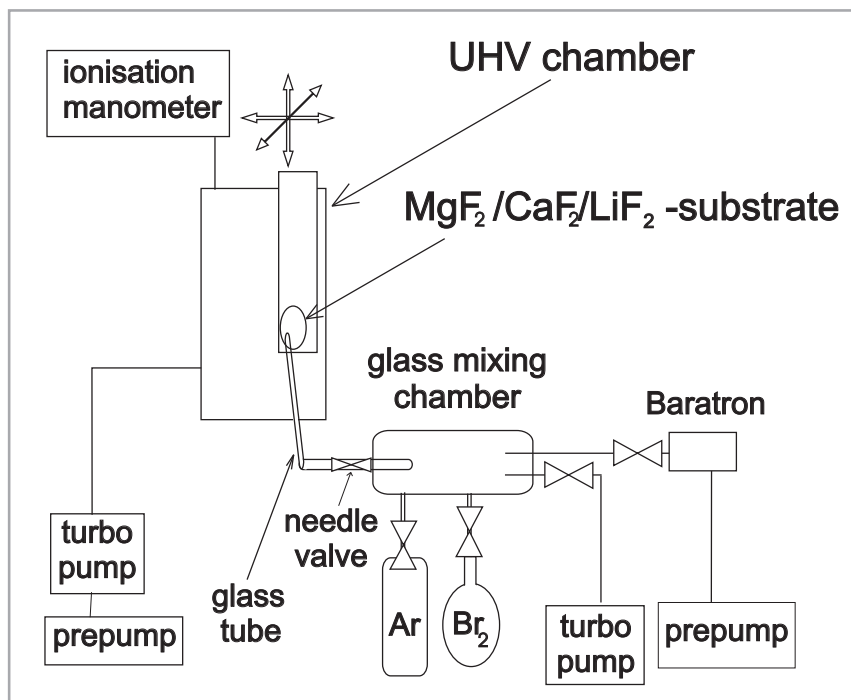 ionisation
manometer
UHV chamber
MgF₂ /CaF₂/LiF₂ -substrate
glass mixing
chamber
Baratron
needle
valve
glass
tube
turbo
pump
prepump
Ar
Br₂
turbo
pump
prepump